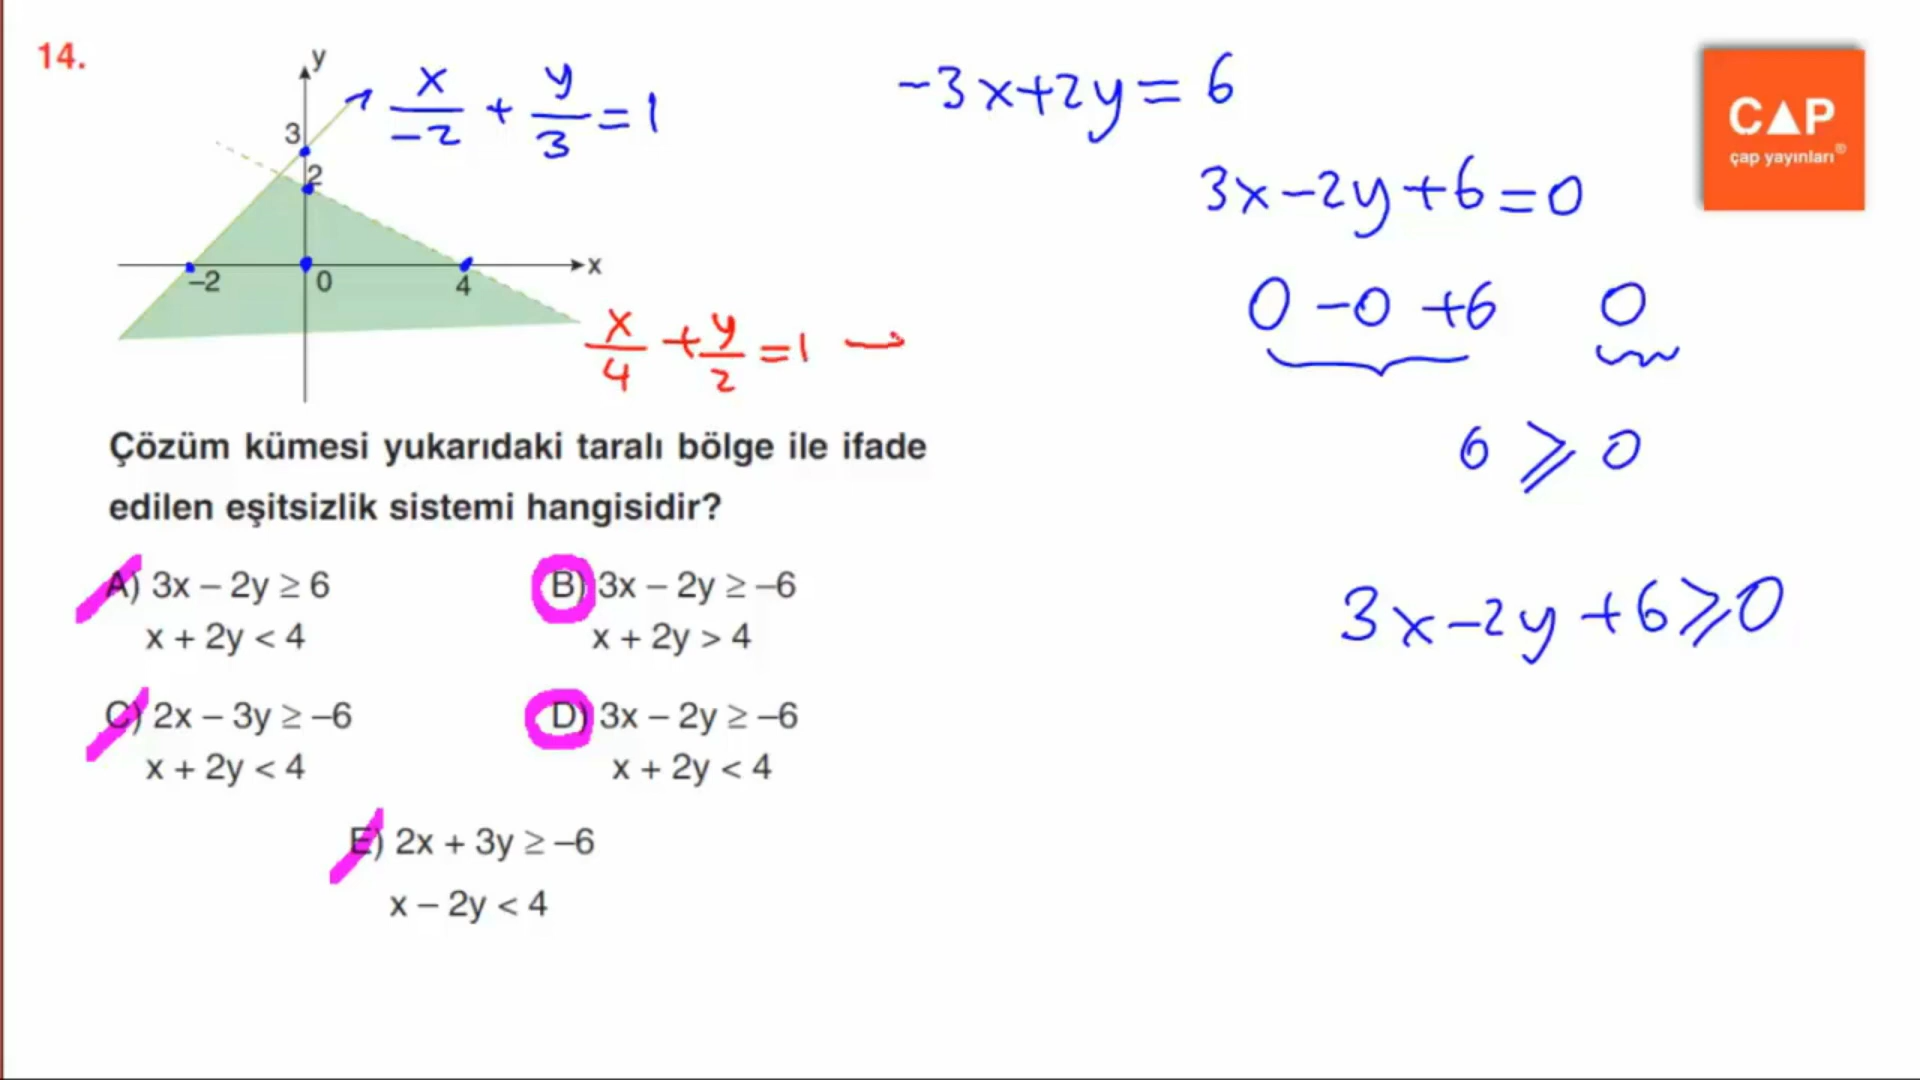 14.
y
x/-2 + y/3 = 1
3
2
-2
0
4
x
x/4 + y/2 = 1 →
-3x+2y = 6
3x-2y+6=0
0 -0 +6 0
6 ⩾ 0
3x-2y+6⩾0
CAP
çap yayınları®
Çözüm kümesi yukarıdaki taralı bölge ile ifade
edilen eşitsizlik sistemi hangisidir?
A) 3x – 2y ≥ 6
x + 2y < 4
B) 3x – 2y ≥ –6
x + 2y > 4
C) 2x – 3y ≥ –6
x + 2y < 4
D) 3x – 2y ≥ –6
x + 2y < 4
E) 2x + 3y ≥ –6
x – 2y < 4